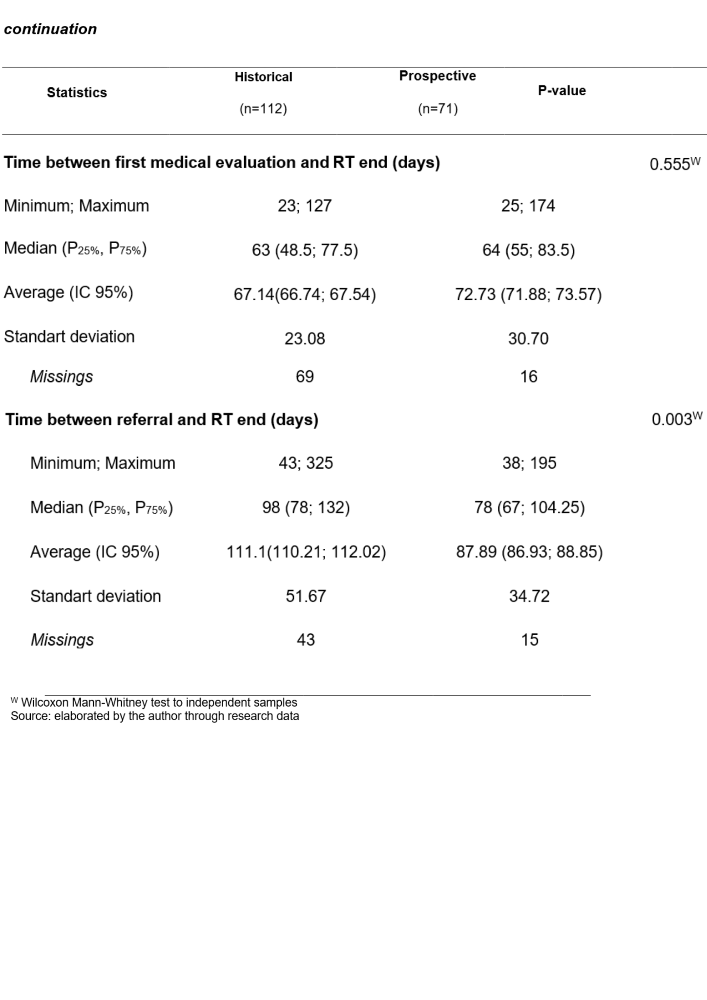 continuation
Statistics Historical (n=112) Prospective (n=71) P-value
Time between first medical evaluation and RT end (days) 0.555W
Minimum; Maximum 23; 127 25; 174
Median (P25%, P75%) 63 (48.5; 77.5) 64 (55; 83.5)
Average (IC 95%) 67.14(66.74; 67.54) 72.73 (71.88; 73.57)
Standart deviation 23.08 30.70
Missings 69 16
Time between referral and RT end (days) 0.003W
Minimum; Maximum 43; 325 38; 195
Median (P25%, P75%) 98 (78; 132) 78 (67; 104.25)
Average (IC 95%) 111.1(110.21; 112.02) 87.89 (86.93; 88.85)
Standart deviation 51.67 34.72
Missings 43 15
W Wilcoxon Mann-Whitney test to independent samples
Source: elaborated by the author through research data